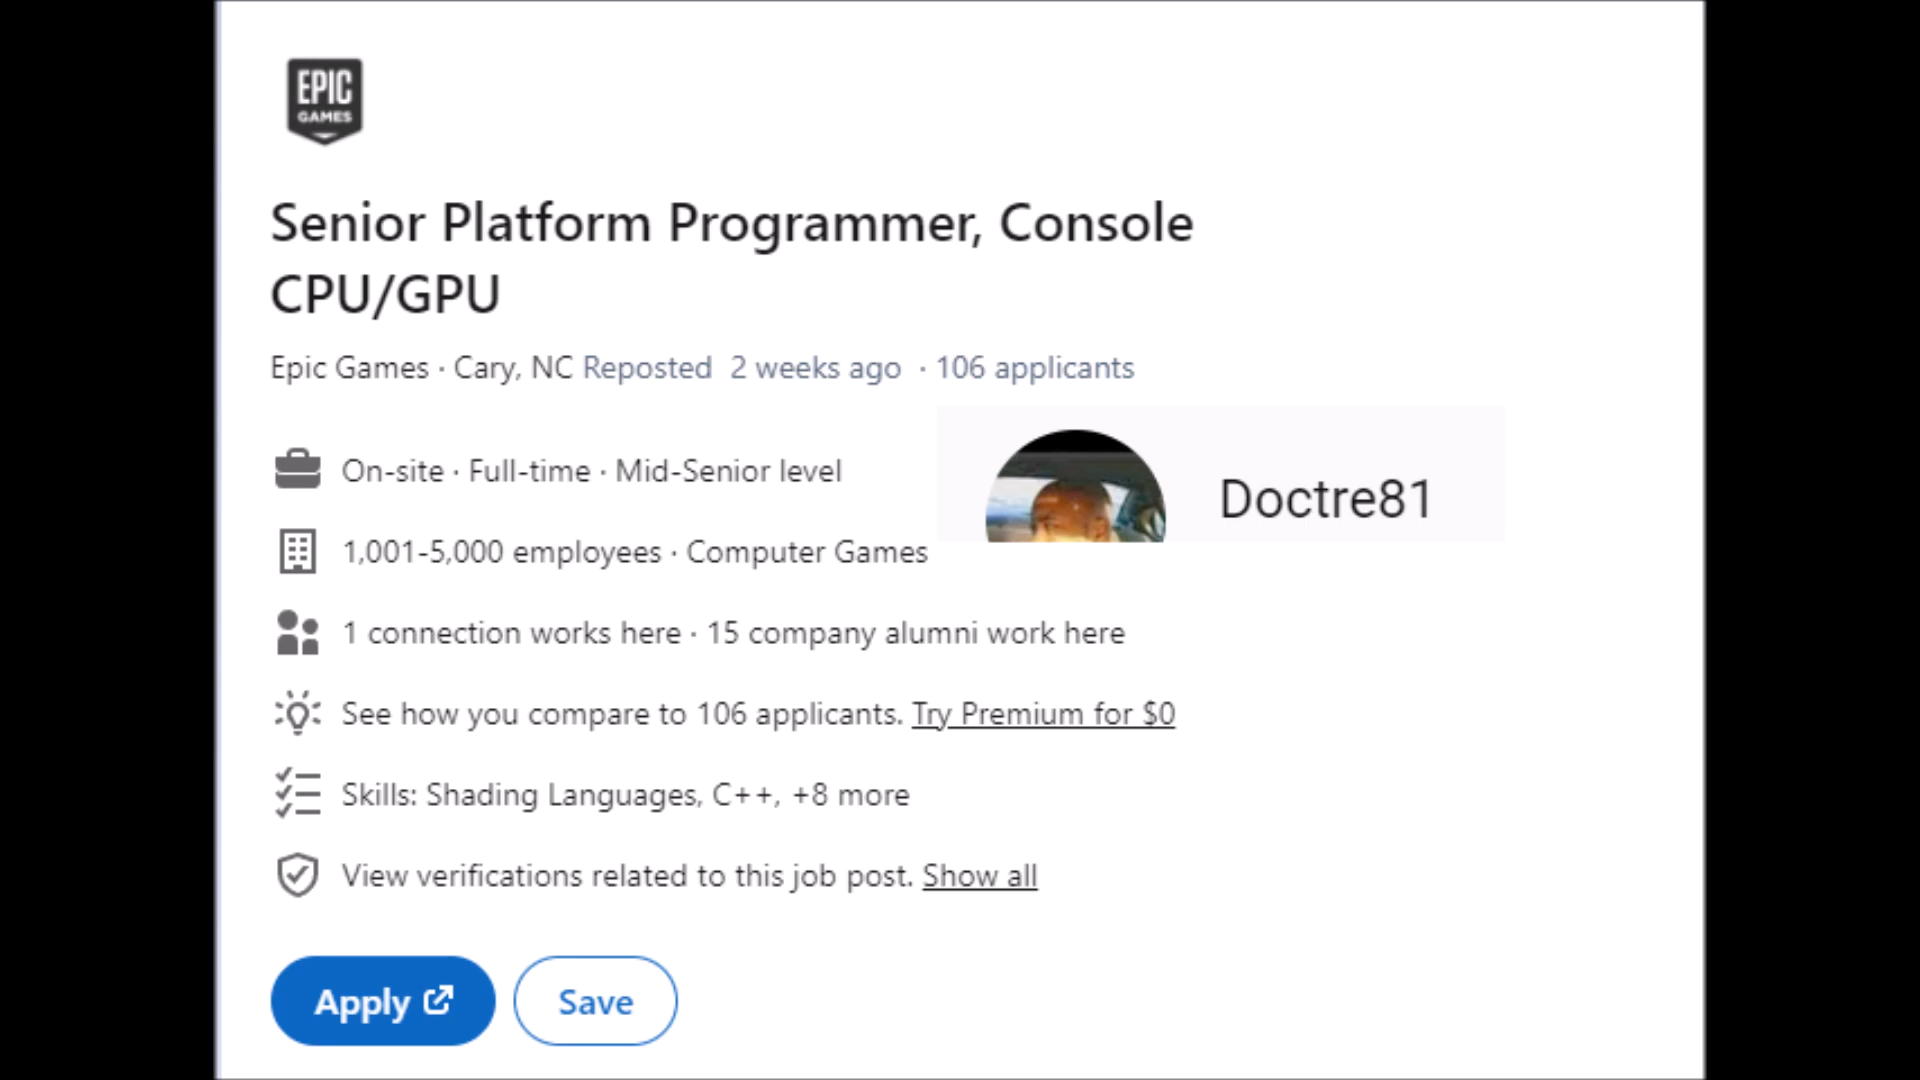 EPIC
GAMES
Senior Platform Programmer, Console
CPU/GPU
Epic Games · Cary, NC Reposted 2 weeks ago · 106 applicants
On-site · Full-time · Mid-Senior level
Doctre81
1,001-5,000 employees · Computer Games
1 connection works here · 15 company alumni work here
See how you compare to 106 applicants. Try Premium for $0
Skills: Shading Languages, C++, +8 more
View verifications related to this job post. Show all
Apply
Save